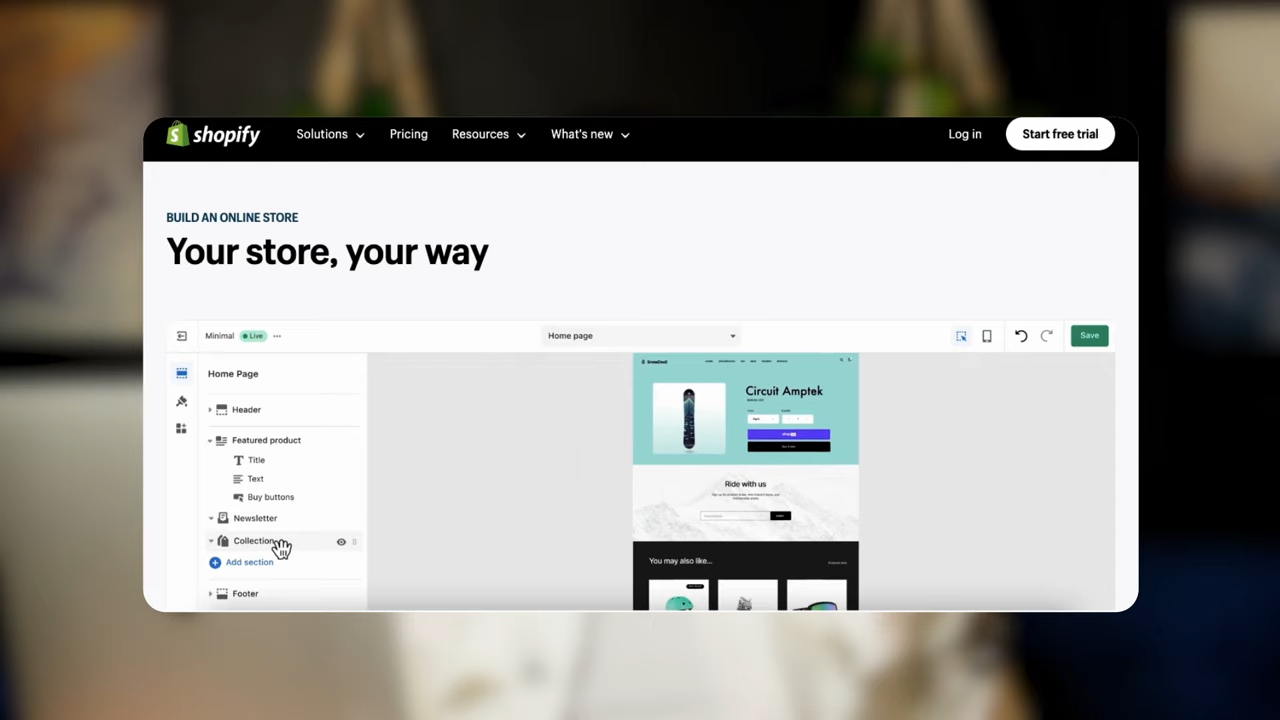 shopify Solutions Pricing Resources What's new Log in Start free trial
BUILD AN ONLINE STORE
Your store, your way
Minimal Live Home page Save
Home Page
Header
Featured product
Title
Text
Buy buttons
Newsletter
Collection
Add section
Footer
Circuit Amptek
Ride with us
You may also like...